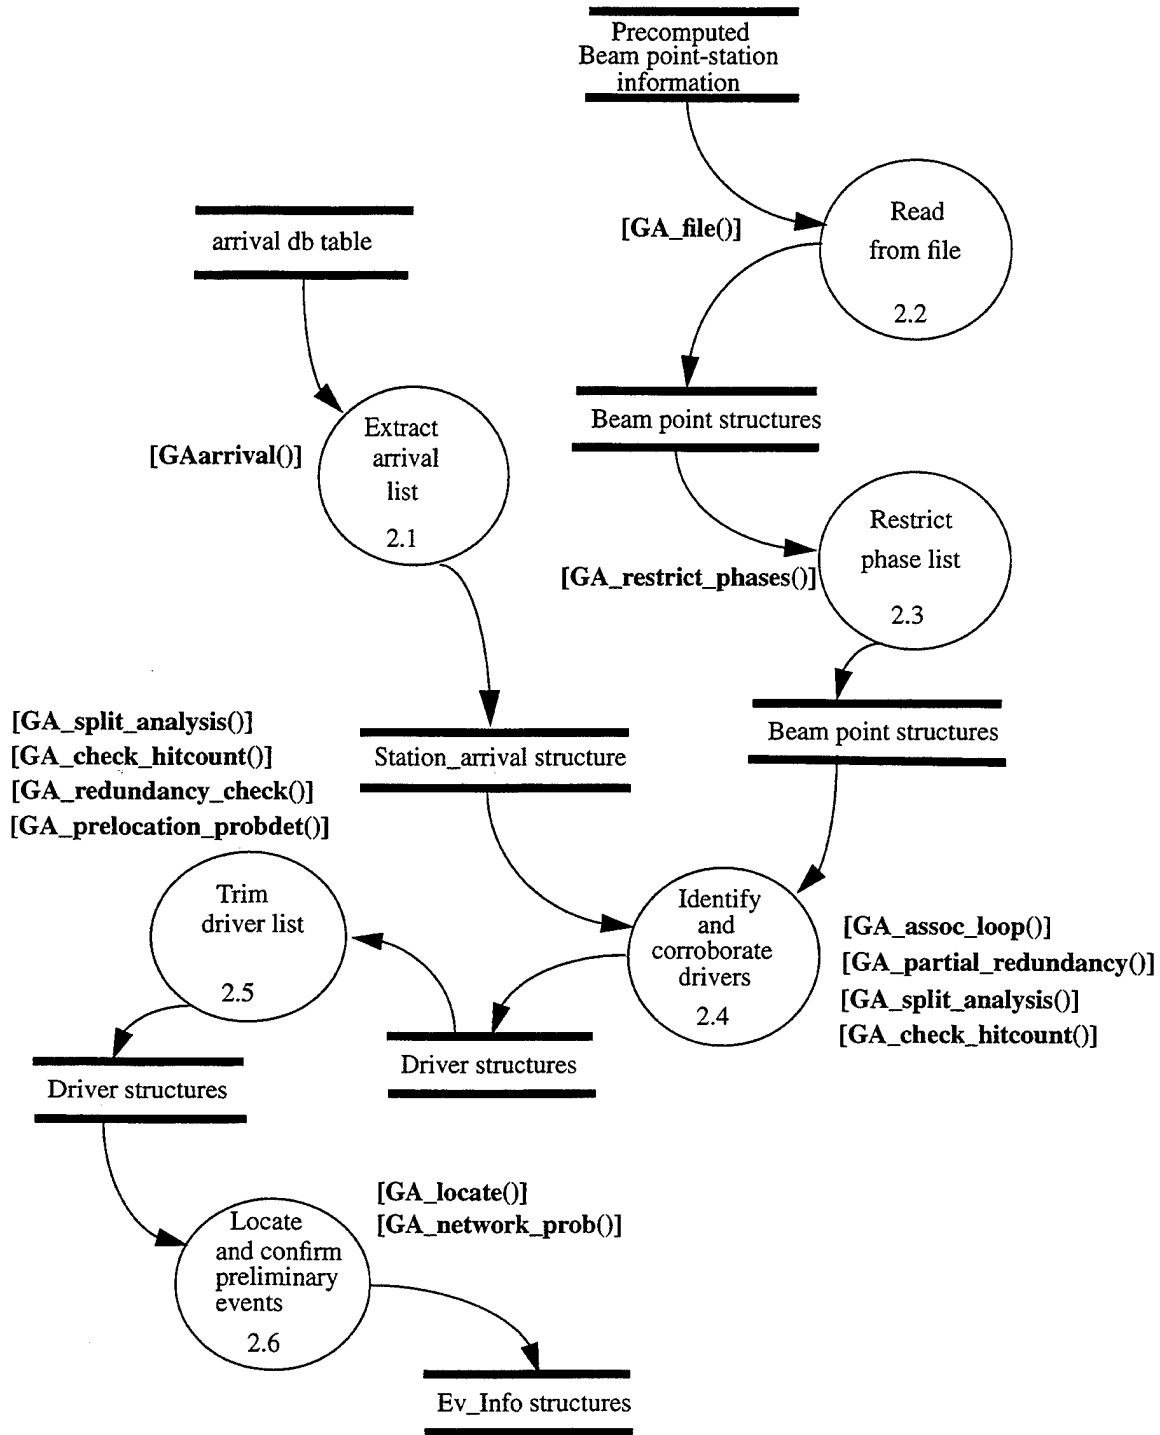 Precomputed
Beam point-station
information
[GA_file()]
Read
from file
2.2
arrival db table
Beam point structures
[GAarrival()]
Extract
arrival
list
2.1
Restrict
phase list
2.3
[GA_restrict_phases()]
[GA_split_analysis()]
[GA_check_hitcount()]
[GA_redundancy_check()]
[GA_prelocation_probdet()]
Station_arrival structure
Beam point structures
Trim
driver list
2.5
Identify
and
corroborate
drivers
2.4
[GA_assoc_loop()]
[GA_partial_redundancy()]
[GA_split_analysis()]
[GA_check_hitcount()]
Driver structures
Driver structures
[GA_locate()]
[GA_network_prob()]
Locate
and confirm
preliminary
events
2.6
Ev_Info structures